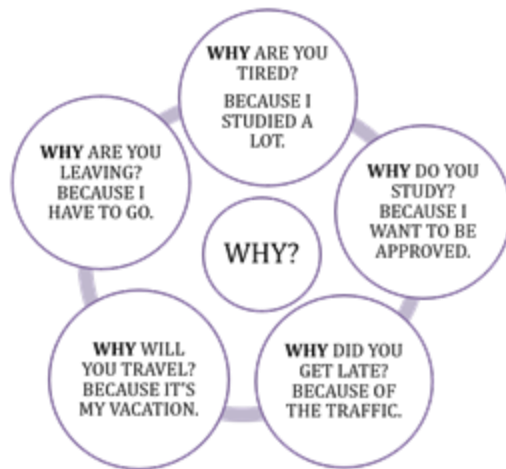 WHY ARE YOU
TIRED?
BECAUSE I
STUDIED A
LOT.
WHY DO YOU
STUDY?
BECAUSE I
WANT TO BE
APPROVED.
WHY DID YOU
GET LATE?
BECAUSE OF
THE TRAFFIC.
WHY WILL
YOU TRAVEL?
BECAUSE IT'S
MY VACATION.
WHY ARE YOU
LEAVING?
BECAUSE I
HAVE TO GO.
WHY?